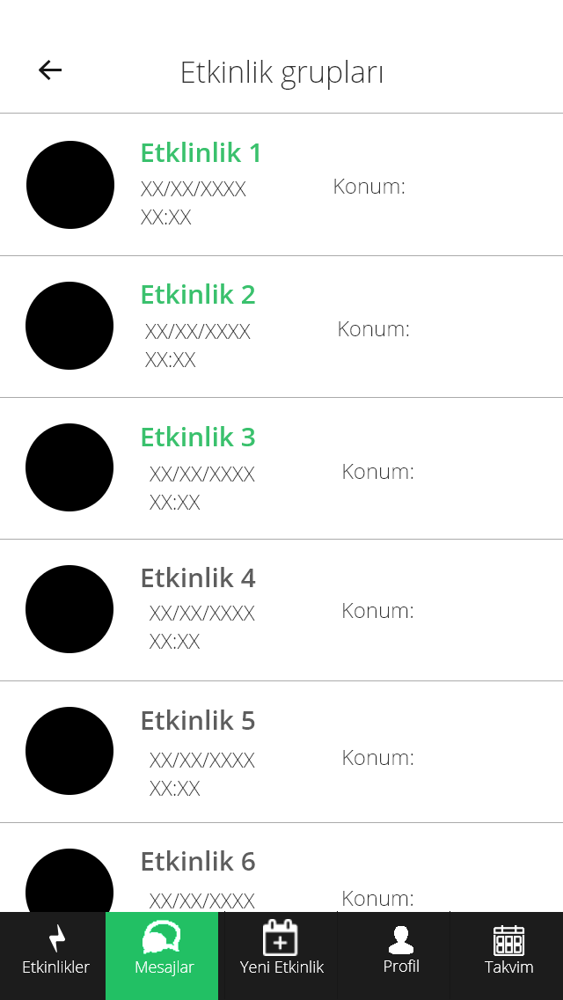 Etkinlik grupları
Etklinlik 1
XX/XX/XXXX
Konum:
XX:XX
Etkinlik 2
XX/XX/XXXX
Konum:
XX:XX
Etkinlik 3
XX/XX/XXXX
Konum:
XX:XX
Etkinlik 4
XX/XX/XXXX
Konum:
XX:XX
Etkinlik 5
XX/XX/XXXX
Konum:
XX:XX
Etkinlik 6
XX/XX/XXXX
Konum:
Etkinlikler
Mesajlar
Yeni Etkinlik
Profil
Takvim